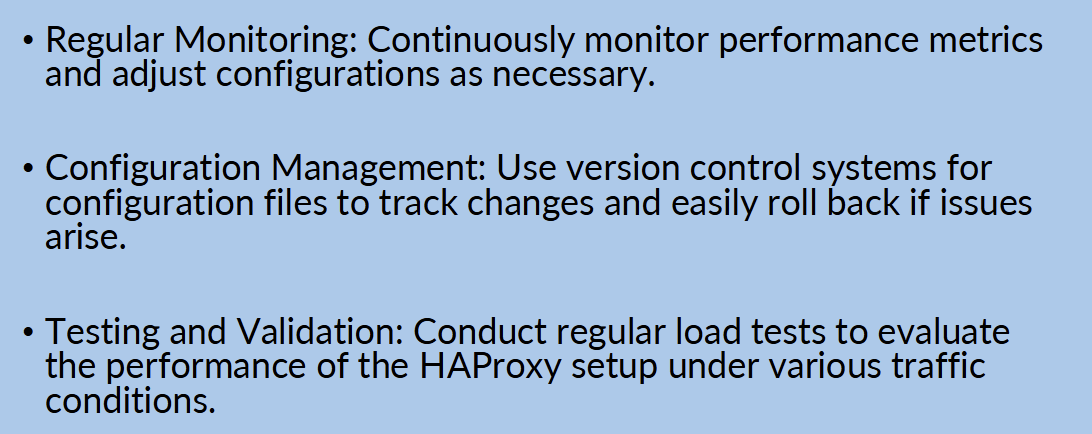 • Regular Monitoring: Continuously monitor performance metrics
and adjust configurations as necessary.
• Configuration Management: Use version control systems for
configuration files to track changes and easily roll back if issues
arise.
• Testing and Validation: Conduct regular load tests to evaluate
the performance of the HAProxy setup under various traffic
conditions.